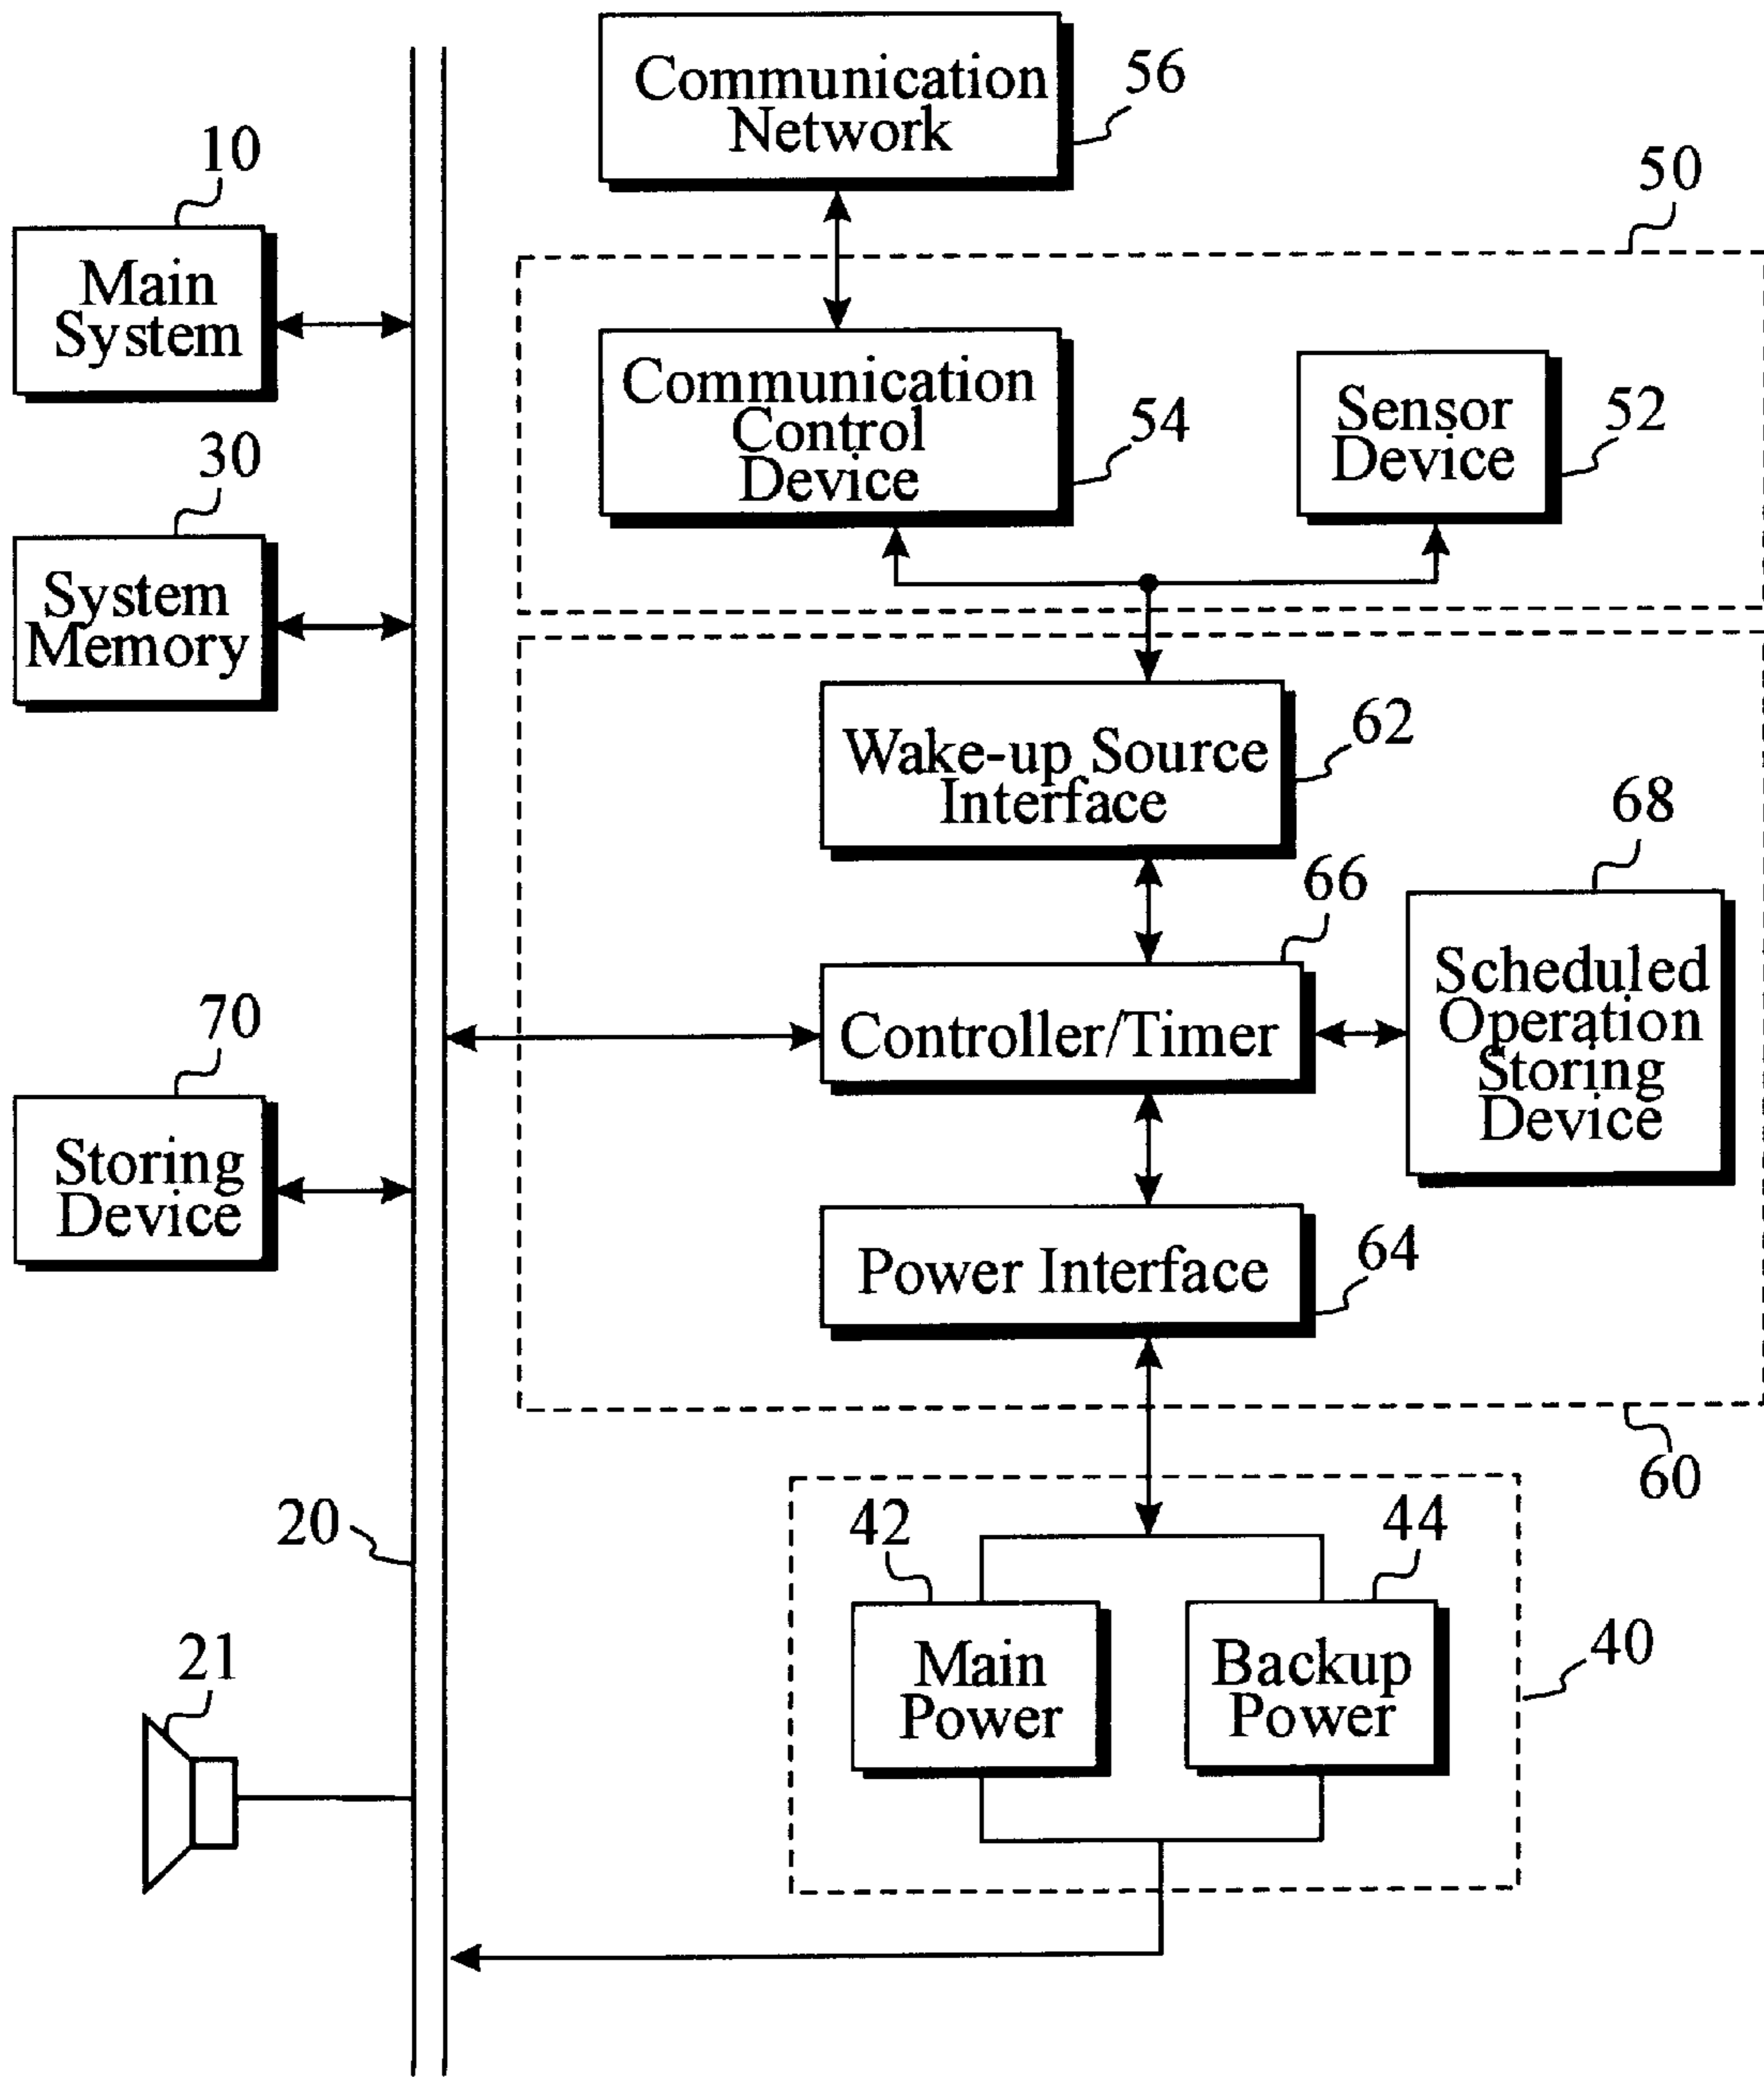 Communication
Network
56
10
Main
System
50
Communication
Control
Device
54
Sensor
Device
52
30
System
Memory
Wake-up Source
Interface
62
68
66
Scheduled
Operation
Storing
Device
Controller/Timer
70
Storing
Device
Power Interface
64
60
20
42
44
Main
Power
Backup
Power
40
21